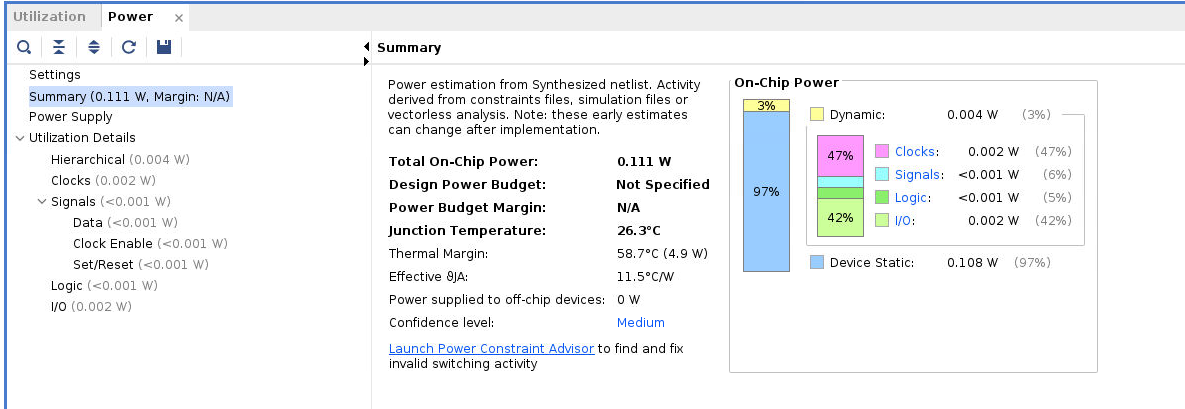 Utilization
Power
Settings
Summary (0.111 W, Margin: N/A)
Power Supply
Utilization Details
Hierarchical (0.004 W)
Clocks (0.002 W)
Signals (<0.001 W)
Data (<0.001 W)
Clock Enable (<0.001 W)
Set/Reset (<0.001 W)
Logic (<0.001 W)
I/O (0.002 W)
Summary
Power estimation from Synthesized netlist. Activity
derived from constraints files, simulation files or
vectorless analysis. Note: these early estimates
can change after implementation.
Total On-Chip Power: 0.111 W
Design Power Budget: Not Specified
Power Budget Margin: N/A
Junction Temperature: 26.3°C
Thermal Margin: 58.7°C (4.9 W)
Effective ϑJA: 11.5°C/W
Power supplied to off-chip devices: 0 W
Confidence level: Medium
Launch Power Constraint Advisor to find and fix
invalid switching activity
On-Chip Power
3%
97%
Dynamic: 0.004 W (3%)
47%
42%
Clocks: 0.002 W (47%)
Signals: <0.001 W (6%)
Logic: <0.001 W (5%)
I/O: 0.002 W (42%)
Device Static: 0.108 W (97%)